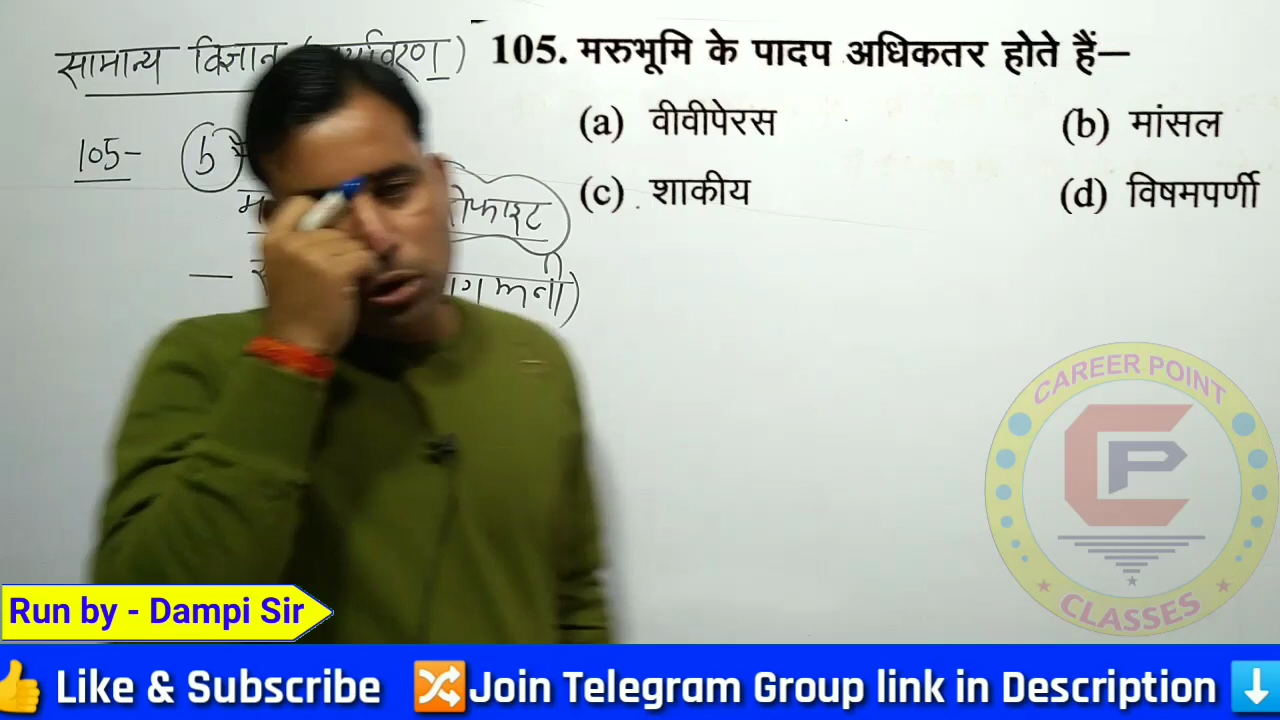 सामान्य विज्ञान
105. मरुभूमि के पादप अधिकतर होते हैं—
(a) वीवीपेरस
(b) मांसल
(c) शाकीय
(d) विषमपर्णी
105- b
CAREER POINT
CP
CLASSES
Run by - Dampi Sir
Like & Subscribe
Join Telegram Group link in Description